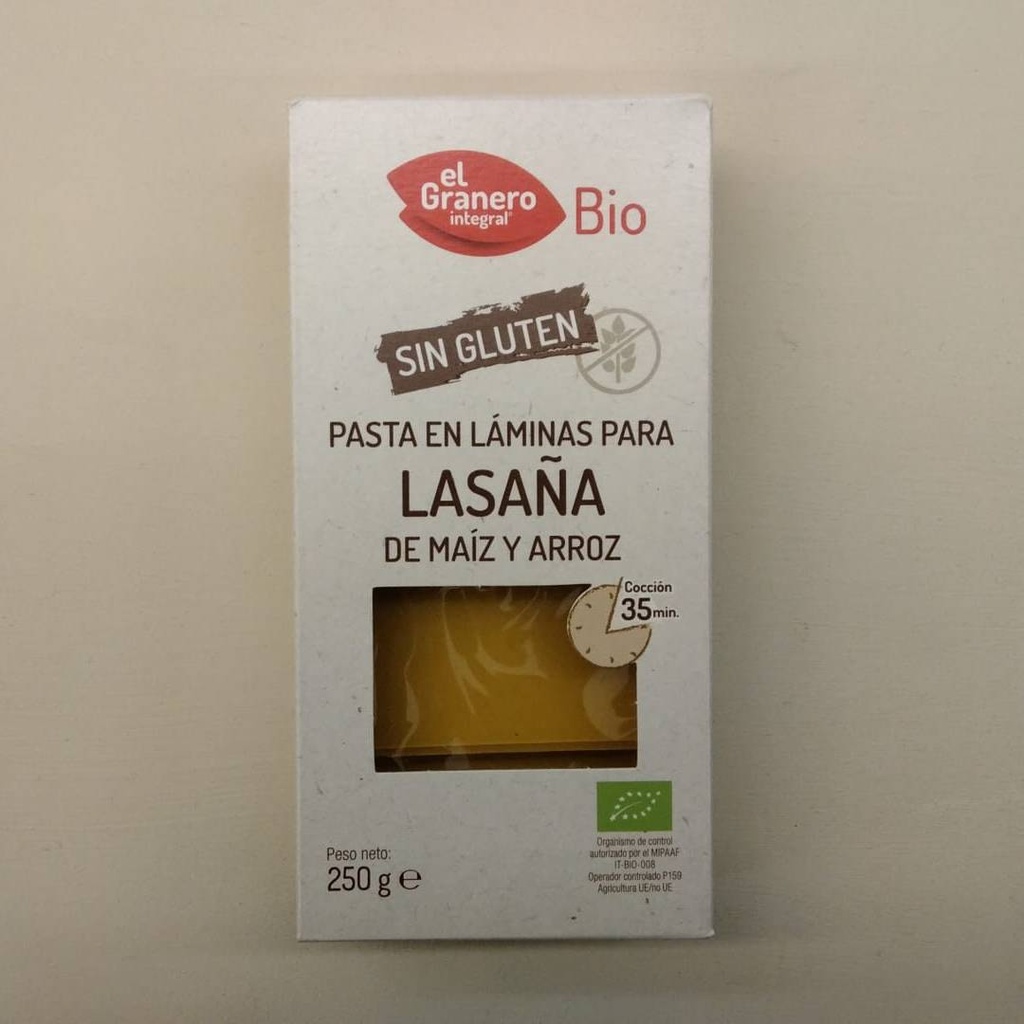 el
Granero
integral®
Bio
SIN GLUTEN
PASTA EN LÁMINAS PARA
LASAÑA
DE MAÍZ Y ARROZ
Cocción
35 min.
Peso neto:
250 g ℮
Organismo de control
autorizado por el MIPAAF
IT-BIO-008
Operador controlado P159
Agricultura UE/no UE